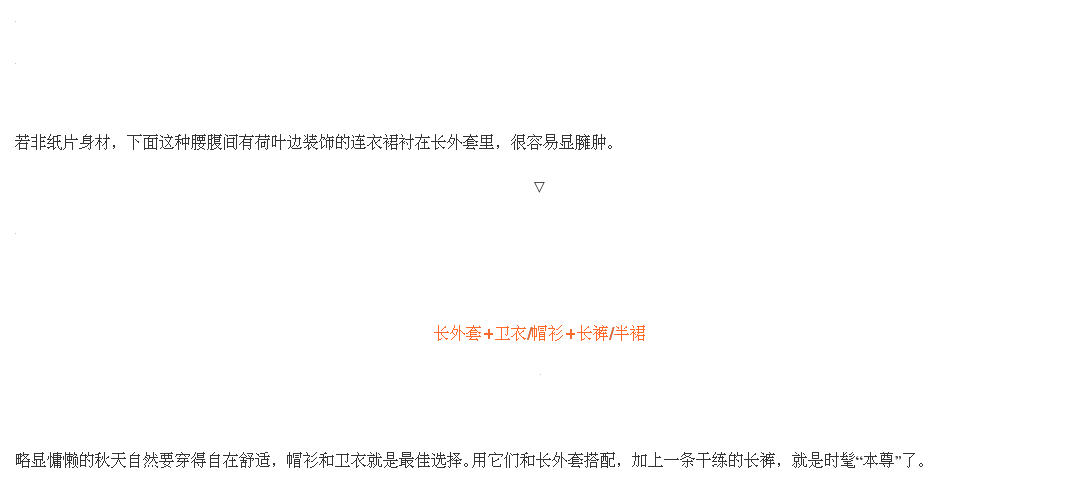 若非纸片身材，下面这种腰腹间有荷叶边装饰的连衣裙衬在长外套里，很容易显臃肿。
▽
长外套+卫衣/帽衫+长裤/半裙
略显慵懒的秋天自然要穿得自在舒适，帽衫和卫衣就是最佳选择。用它们和长外套搭配，加上一条干练的长裤，就是时髦“本尊”了。